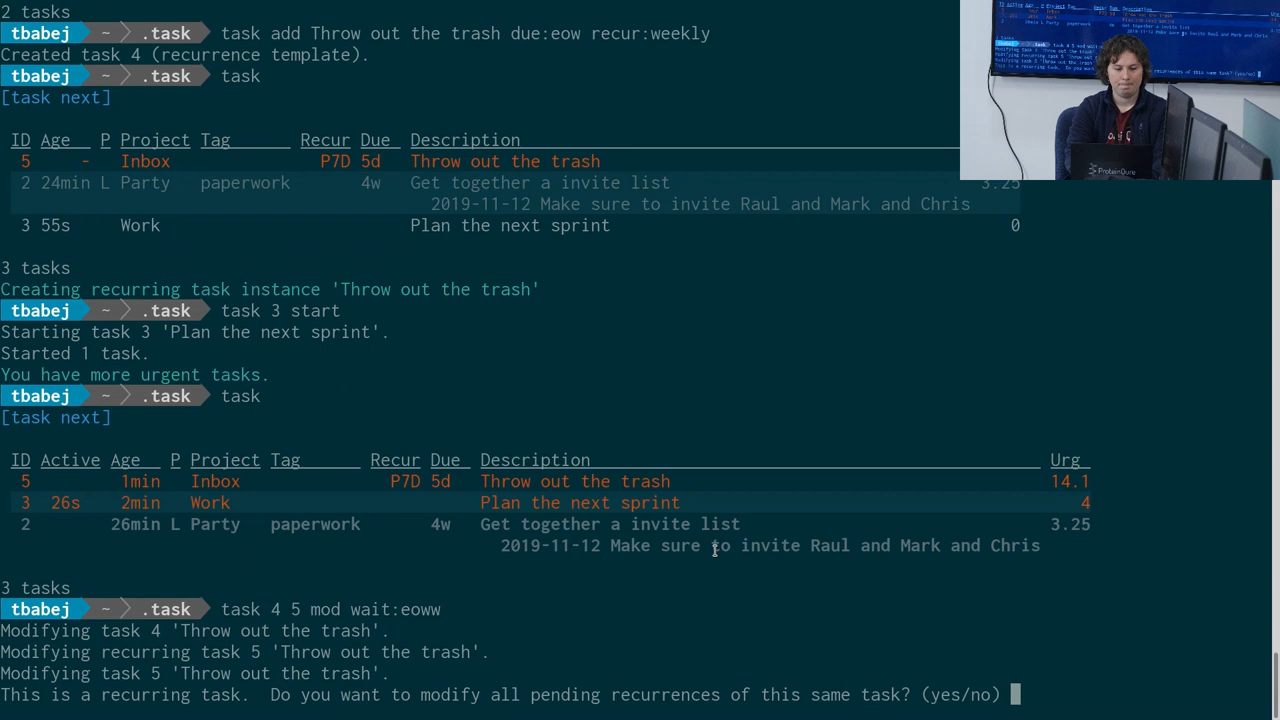 2 tasks
tbabej ~ .task task add Throw out the trash due:eow recur:weekly
Created task 4 (recurrence template).
tbabej ~ .task task
[task next]
ID Age P Project Tag Recur Due Description
5 - Inbox P7D 5d Throw out the trash
2 24min L Party paperwork 4w Get together a invite list 3.25
2019-11-12 Make sure to invite Raul and Mark and Chris
3 55s Work Plan the next sprint 0
3 tasks
Creating recurring task instance 'Throw out the trash'
tbabej ~ .task task 3 start
Starting task 3 'Plan the next sprint'.
Started 1 task.
You have more urgent tasks.
tbabej ~ .task task
[task next]
ID Active Age P Project Tag Recur Due Description Urg
5 1min Inbox P7D 5d Throw out the trash 14.1
3 26s 2min Work Plan the next sprint 4
2 26min L Party paperwork 4w Get together a invite list 3.25
2019-11-12 Make sure to invite Raul and Mark and Chris
3 tasks
tbabej ~ .task task 4 5 mod wait:eoww
Modifying task 4 'Throw out the trash'.
Modifying recurring task 5 'Throw out the trash'.
Modifying task 5 'Throw out the trash'.
This is a recurring task. Do you want to modify all pending recurrences of this same task? (yes/no)
ProteinQure